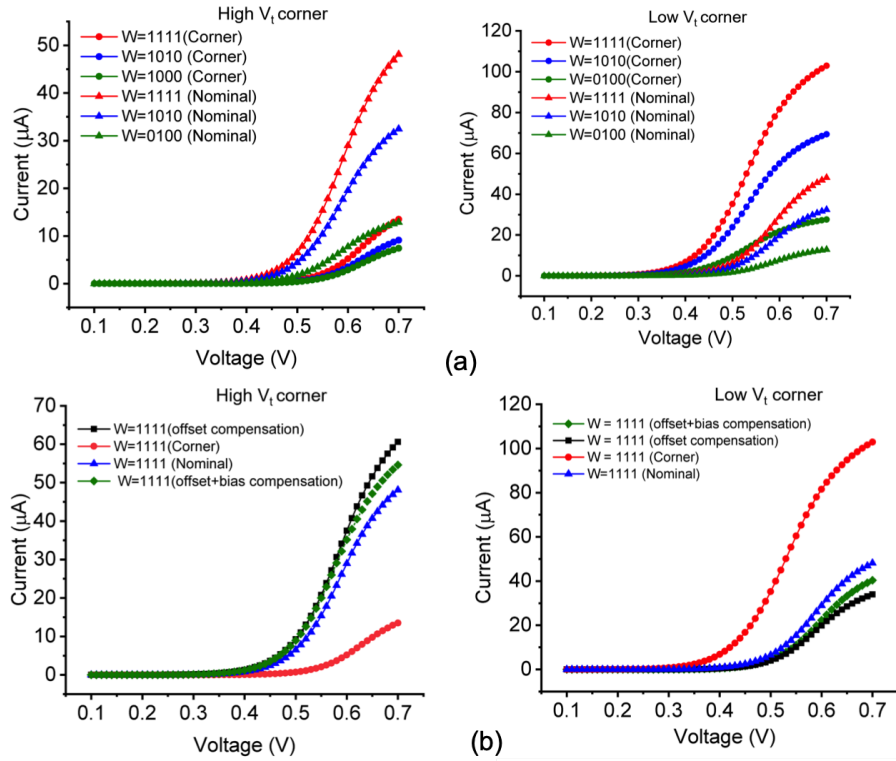 High Vt corner
W=1111(Corner)
W=1010 (Corner)
W=1000 (Corner)
W=1111 (Nominal)
W=1010 (Nominal)
W=0100 (Nominal)
50
40
30
20
10
0
Current (μA)
0.1 0.2 0.3 0.4 0.5 0.6 0.7
Voltage (V)
Low Vt corner
W=1111(Corner)
W=1010(Corner)
W=0100(Corner)
W=1111 (Nominal)
W=1010 (Nominal)
W=0100 (Nominal)
120
100
80
60
40
20
0
Current (μA)
0.1 0.2 0.3 0.4 0.5 0.6 0.7
Voltage (V)
(a)
High Vt corner
W=1111(offset compensation)
W=1111(Corner)
W=1111 (Nominal)
W=1111(offset+bias compensation)
70
60
50
40
30
20
10
0
Current (μA)
0.1 0.2 0.3 0.4 0.5 0.6 0.7
Voltage (V)
Low Vt corner
W = 1111 (offset+bias compensation)
W = 1111 (offset compensation)
W = 1111 (Corner)
W=1111 (Nominal)
120
100
80
60
40
20
0
Current (μA)
0.1 0.2 0.3 0.4 0.5 0.6 0.7
Voltage (V)
(b)